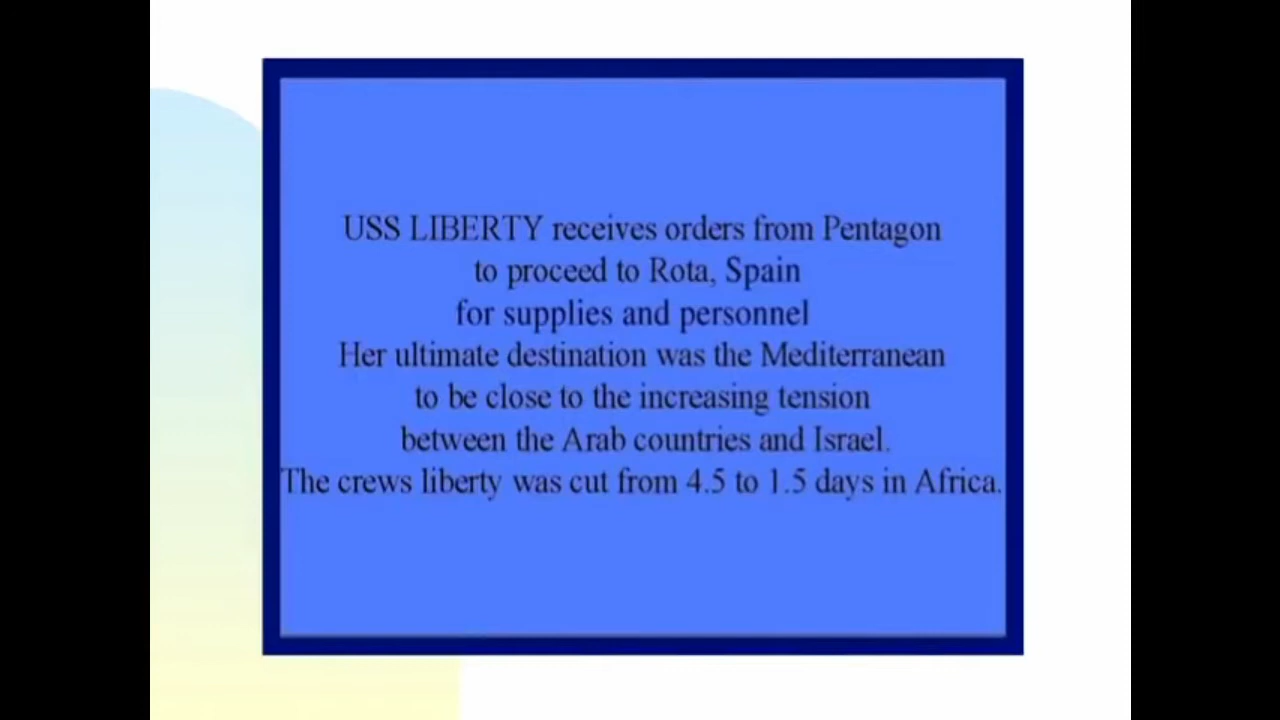 USS LIBERTY receives orders from Pentagon
to proceed to Rota, Spain
for supplies and personnel
Her ultimate destination was the Mediterranean
to be close to the increasing tension
between the Arab countries and Israel.
The crews liberty was cut from 4.5 to 1.5 days in Africa.